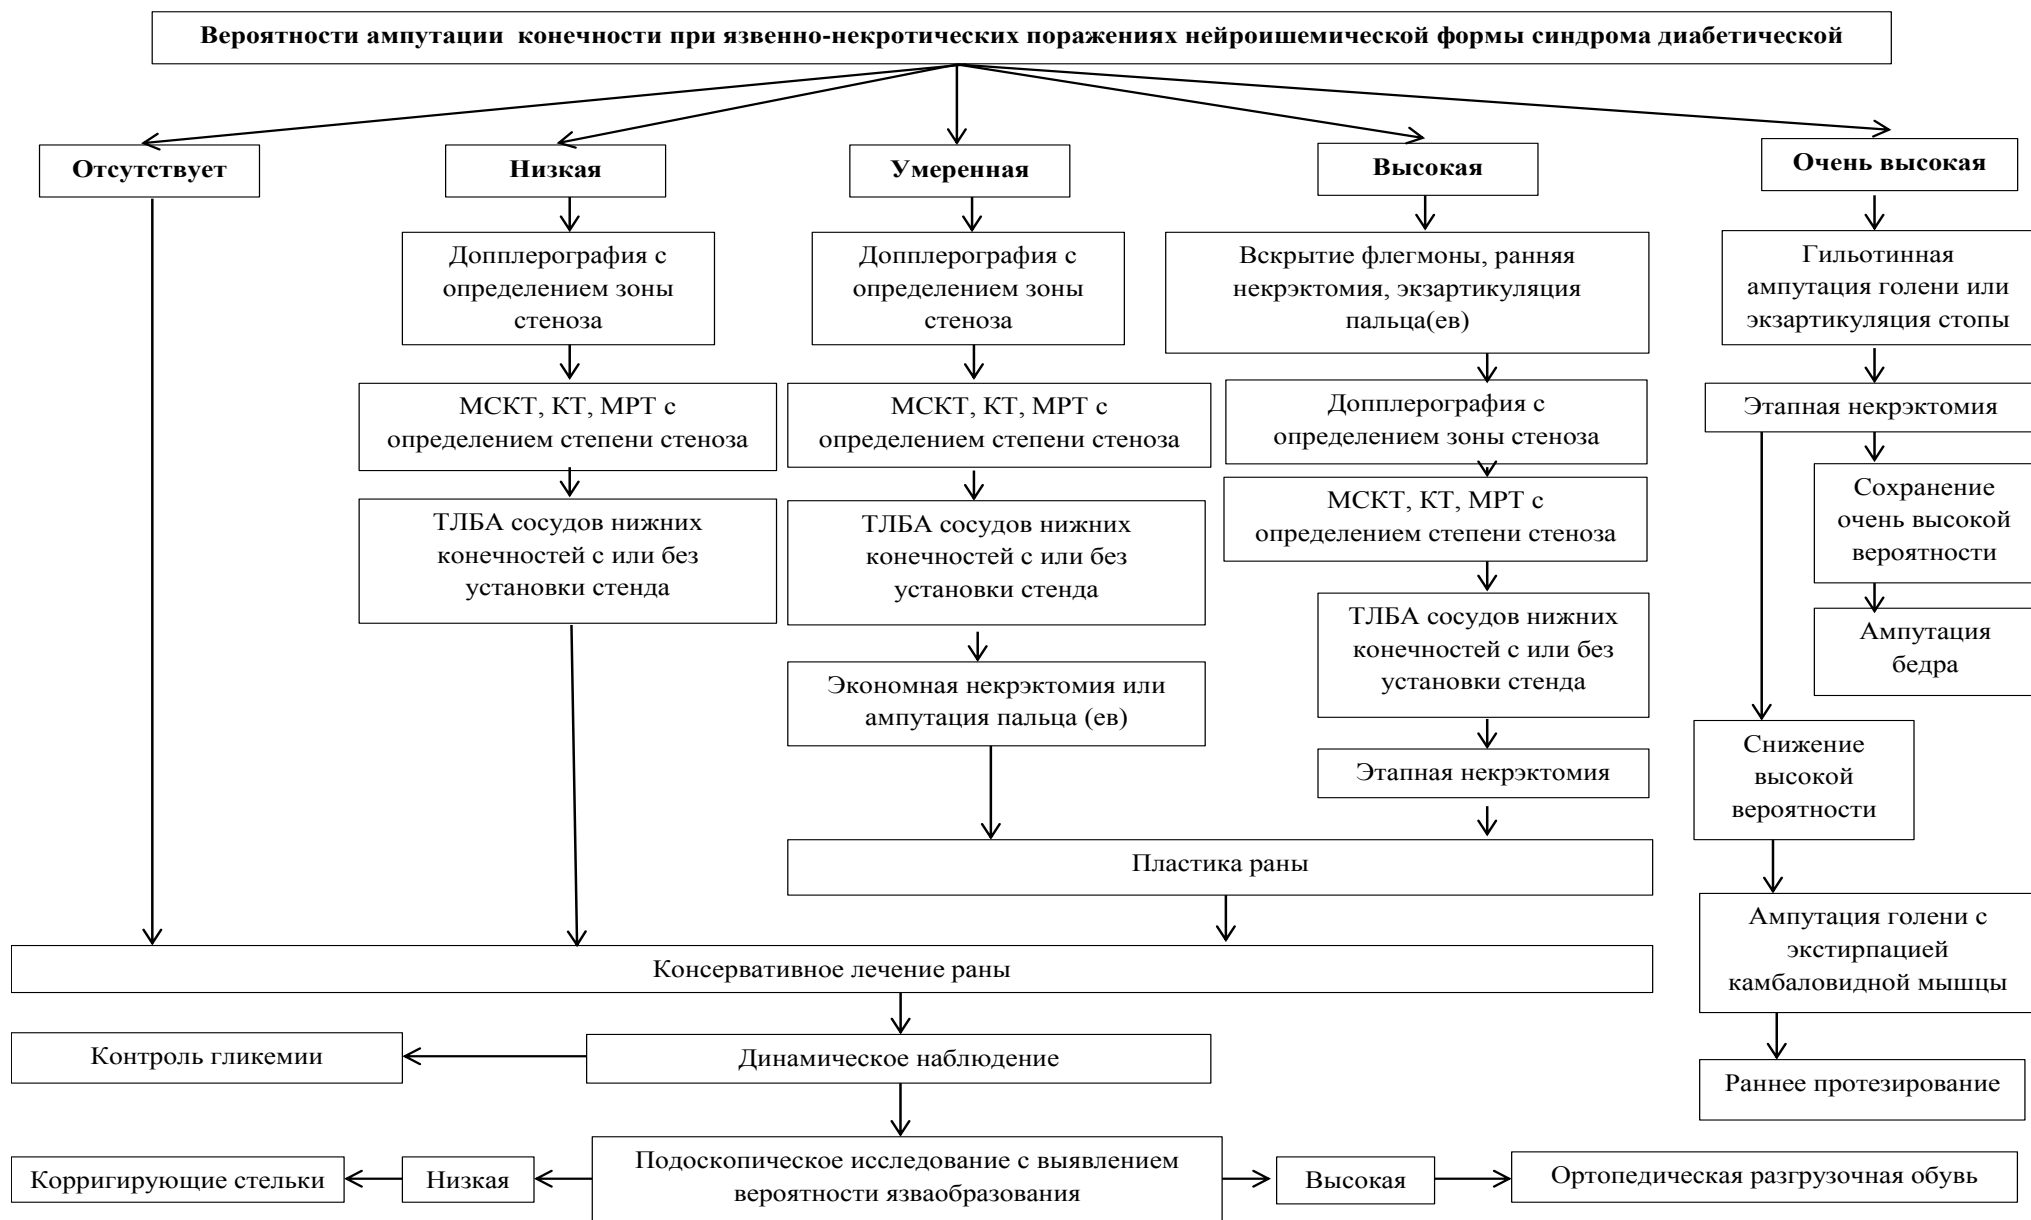 Вероятности ампутации конечности при язвенно-некротических поражениях нейроишемической формы синдрома диабетической
Отсутствует
Низкая
Умеренная
Высокая
Очень высокая
Допплерография с
определением зоны
стеноза
МСКТ, КТ, МРТ с
определением степени стеноза
ТЛБА сосудов нижних
конечностей с или без
установки стенда
Допплерография с
определением зоны
стеноза
МСКТ, КТ, МРТ с
определением степени стеноза
ТЛБА сосудов нижних
конечностей с или без
установки стенда
Экономная некрэктомия или
ампутация пальца (ев)
Вскрытие флегмоны, ранняя
некрэктомия, экзартикуляция
пальца(ев)
Допплерография с
определением зоны стеноза
МСКТ, КТ, МРТ с
определением степени стеноза
ТЛБА сосудов нижних
конечностей с или без
установки стенда
Этапная некрэктомия
Гильотинная
ампутация голени или
экзартикуляция стопы
Этапная некрэктомия
Сохранение
очень высокой
вероятности
Ампутация
бедра
Снижение
высокой
вероятности
Ампутация голени с
экстирпацией
камбаловидной мышцы
Раннее протезирование
Пластика раны
Консервативное лечение раны
Контроль гликемии
Динамическое наблюдение
Корригирующие стельки
Низкая
Подоскопическое исследование с выявлением
вероятности язваобразования
Высокая
Ортопедическая разгрузочная обувь